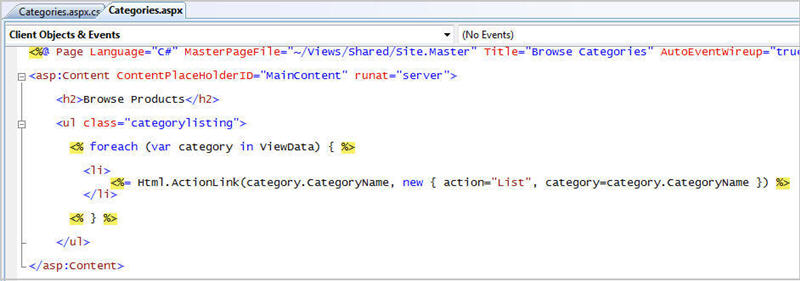 Categories.aspx.cs Categories.aspx
Client Objects & Events (No Events)
<%@ Page Language="C#" MasterPageFile="~/Views/Shared/Site.Master" Title="Browse Categories" AutoEventWireup="true
<asp:Content ContentPlaceHolderID="MainContent" runat="server">
<h2>Browse Products</h2>
<ul class="categorylisting">
<% foreach (var category in ViewData) { %>
<li>
<%= Html.ActionLink(category.CategoryName, new { action="List", category=category.CategoryName }) %>
</li>
<% } %>
</ul>
</asp:Content>